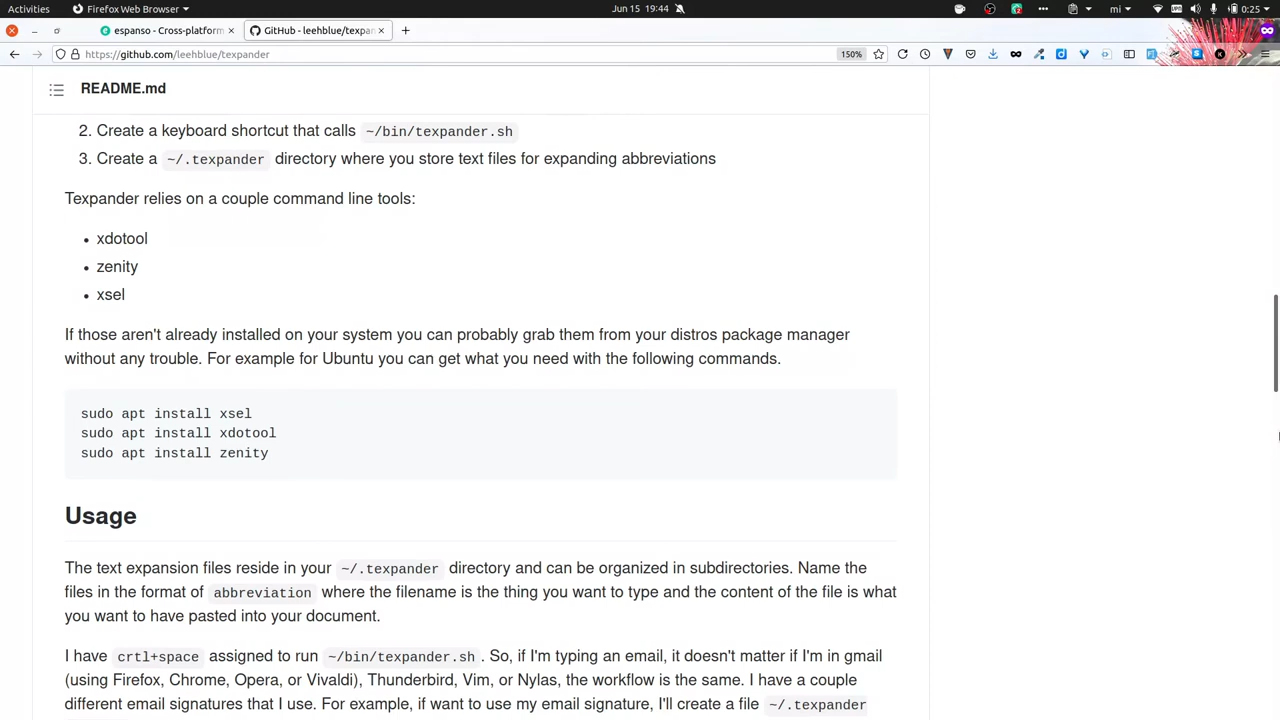 Activities Firefox Web Browser Jun 15 19:44 mi 0:25
espanso - Cross-platform GitHub - leehblue/texpan
https://github.com/leehblue/texpander 150%
README.md
2. Create a keyboard shortcut that calls ~/bin/texpander.sh
3. Create a ~/.texpander directory where you store text files for expanding abbreviations
Texpander relies on a couple command line tools:
• xdotool
• zenity
• xsel
If those aren't already installed on your system you can probably grab them from your distros package manager
without any trouble. For example for Ubuntu you can get what you need with the following commands.
sudo apt install xsel
sudo apt install xdotool
sudo apt install zenity
Usage
The text expansion files reside in your ~/.texpander directory and can be organized in subdirectories. Name the
files in the format of abbreviation where the filename is the thing you want to type and the content of the file is what
you want to have pasted into your document.
I have crtl+space assigned to run ~/bin/texpander.sh. So, if I'm typing an email, it doesn't matter if I'm in gmail
(using Firefox, Chrome, Opera, or Vivaldi), Thunderbird, Vim, or Nylas, the workflow is the same. I have a couple
different email signatures that I use. For example, if want to use my email signature, I'll create a file ~/.texpander